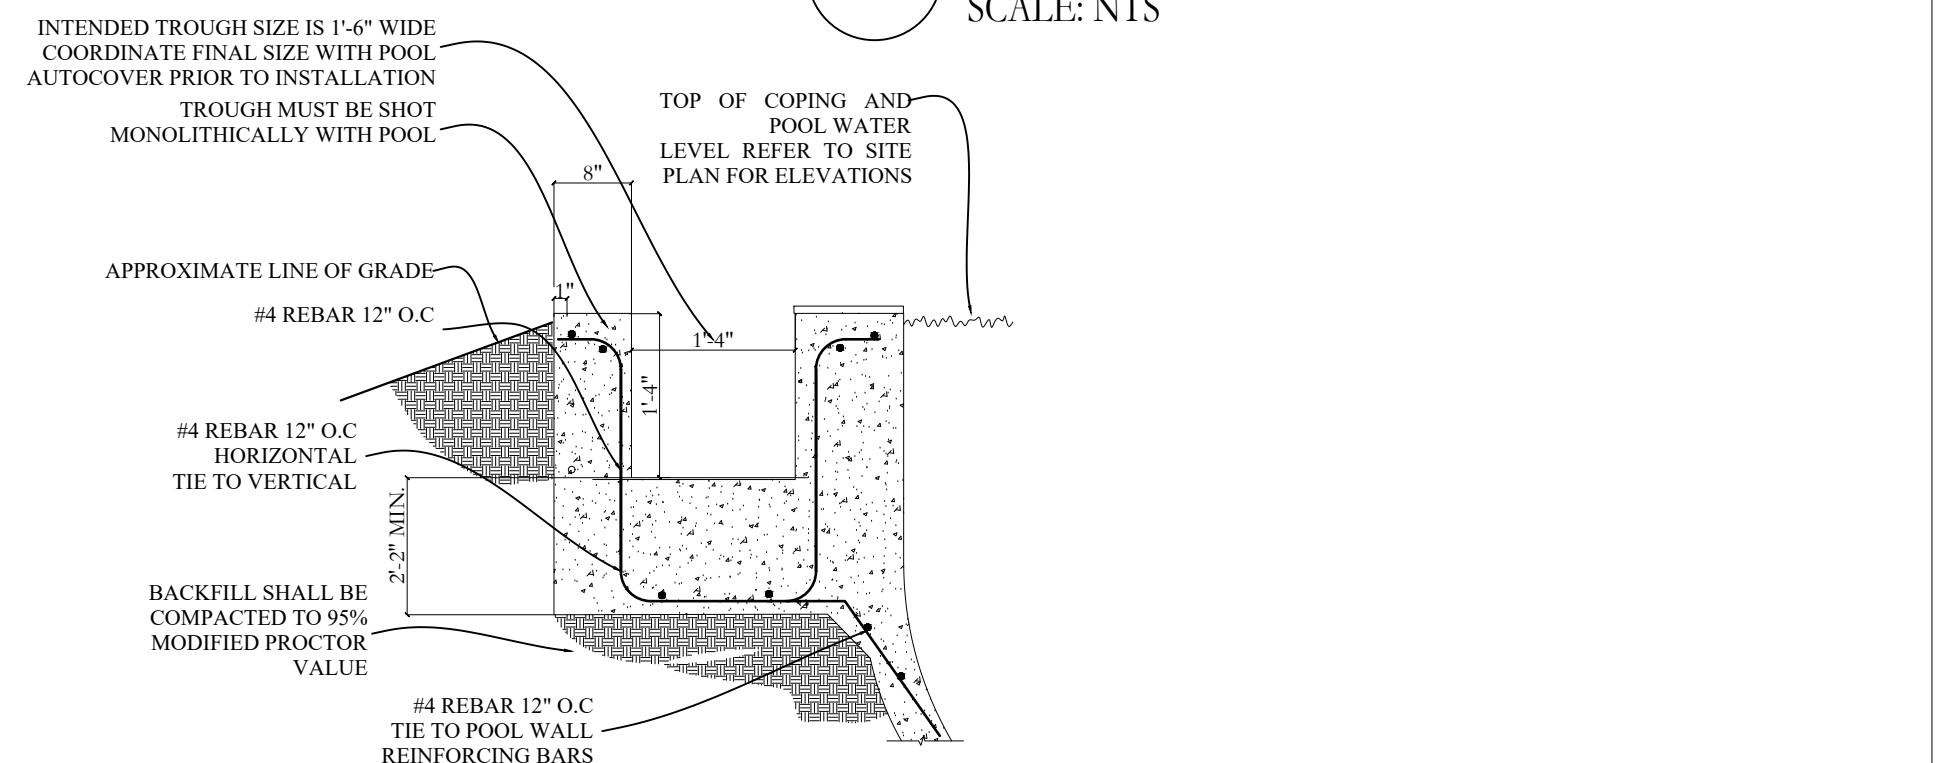 SCALE: NTS
INTENDED TROUGH SIZE IS 1'-6" WIDE
COORDINATE FINAL SIZE WITH POOL
AUTOCOVER PRIOR TO INSTALLATION
TROUGH MUST BE SHOT
MONOLITHICALLY WITH POOL
TOP OF COPING AND
POOL WATER
LEVEL REFER TO SITE
PLAN FOR ELEVATIONS
8"
APPROXIMATE LINE OF GRADE
1"
#4 REBAR 12" O.C
1'-4"
1'-4"
#4 REBAR 12" O.C
HORIZONTAL
TIE TO VERTICAL
2'-2" MIN.
BACKFILL SHALL BE
COMPACTED TO 95%
MODIFIED PROCTOR
VALUE
#4 REBAR 12" O.C
TIE TO POOL WALL
REINFORCING BARS